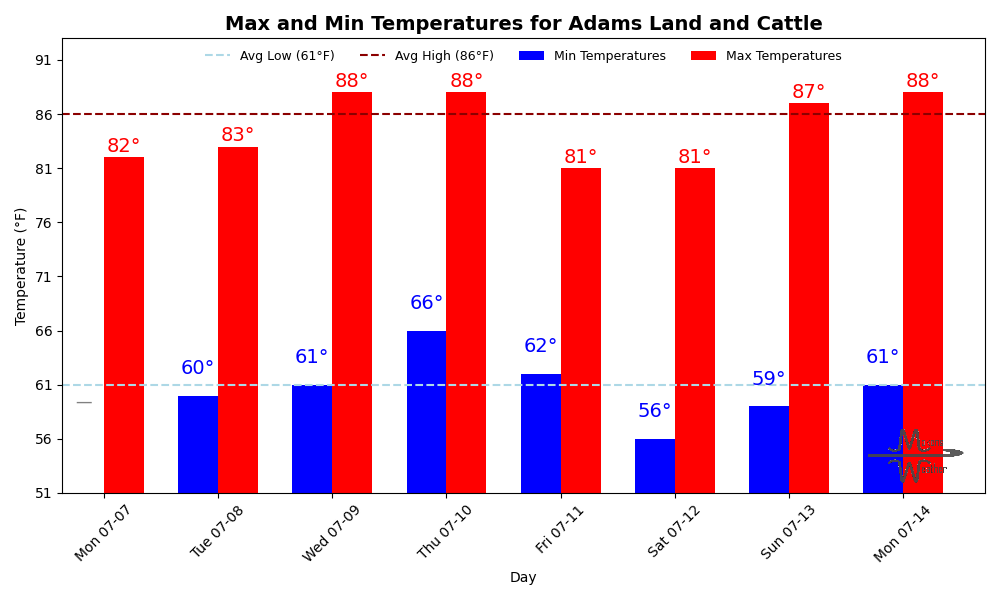 Max and Min Temperatures for Adams Land and Cattle
Avg Low (61°F) Avg High (86°F) Min Temperatures Max Temperatures
91
86
81
76
71
66
61
56
51
Temperature (°F)
82° 83° 88° 88° 81° 81° 87° 88°
— 60° 61° 66° 62° 56° 59° 61°
Mon 07-07 Tue 07-08 Wed 07-09 Thu 07-10 Fri 07-11 Sat 07-12 Sun 07-13 Mon 07-14
Day